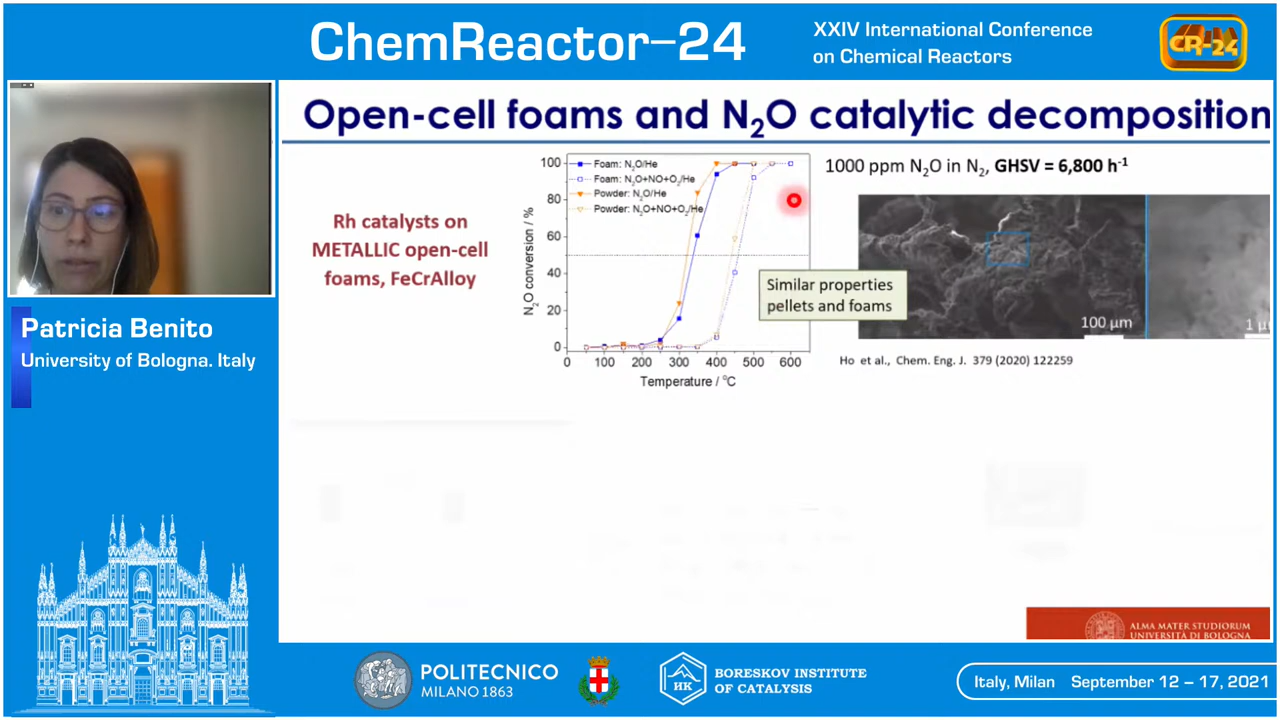 ChemReactor-24
XXIV International Conference
on Chemical Reactors
CR-24
Open-cell foams and N₂O catalytic decomposition
Patricia Benito
University of Bologna. Italy
Rh catalysts on
METALLIC open-cell
foams, FeCrAlloy
N₂O conversion / %
100
80
60
40
20
0
Foam: N₂O/He
Foam: N₂O+NO+O₂/He
Powder: N₂O/He
Powder: N₂O+NO+O₂/He
0 100 200 300 400 500 600
Temperature / °C
1000 ppm N₂O in N₂, GHSV = 6,800 h⁻¹
Similar properties
pellets and foams
100 µm
1 µ
Ho et al., Chem. Eng. J. 379 (2020) 122259
ALMA MATER STUDIORUM
UNIVERSITÀ DI BOLOGNA
POLITECNICO
MILANO 1863
НК
BORESKOV INSTITUTE
OF CATALYSIS
Italy, Milan September 12 – 17, 2021